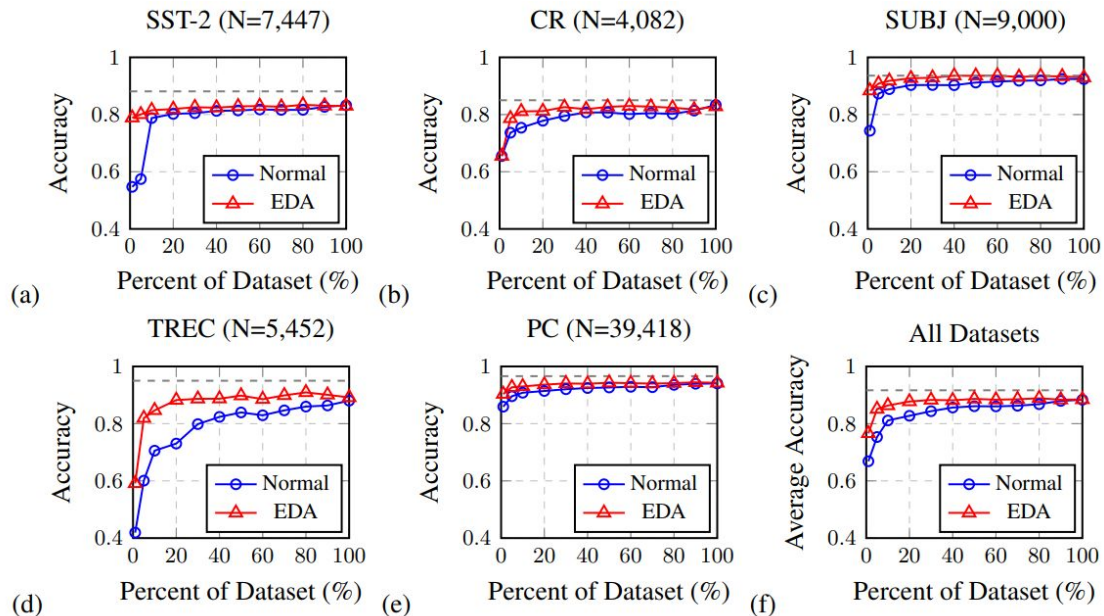 SST-2 (N=7,447)
CR (N=4,082)
SUBJ (N=9,000)
1
0.8
0.6
0.4
Accuracy
Normal
EDA
0 20 40 60 80 100
Percent of Dataset (%)
(a)
1
0.8
0.6
0.4
Accuracy
Normal
EDA
0 20 40 60 80 100
Percent of Dataset (%)
(b)
1
0.8
0.6
0.4
Accuracy
Normal
EDA
0 20 40 60 80 100
Percent of Dataset (%)
(c)
TREC (N=5,452)
PC (N=39,418)
All Datasets
1
0.8
0.6
0.4
Accuracy
Normal
EDA
0 20 40 60 80 100
Percent of Dataset (%)
(d)
1
0.8
0.6
0.4
Accuracy
Normal
EDA
0 20 40 60 80 100
Percent of Dataset (%)
(e)
1
0.8
0.6
0.4
Average Accuracy
Normal
EDA
0 20 40 60 80 100
Percent of Dataset (%)
(f)